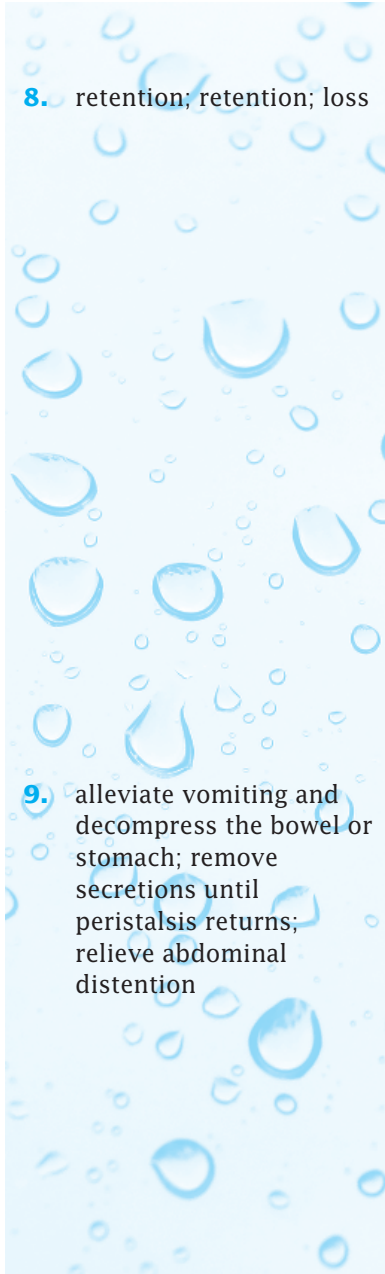 8. retention; retention; loss
9. alleviate vomiting and
decompress the bowel or
stomach; remove
secretions until
peristalsis returns;
relieve abdominal
distention